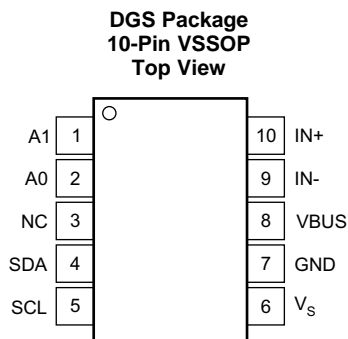 DGS Package
10-Pin VSSOP
Top View
A1 1 10 IN+
A0 2 9 IN-
NC 3 8 VBUS
SDA 4 7 GND
SCL 5 6 VS